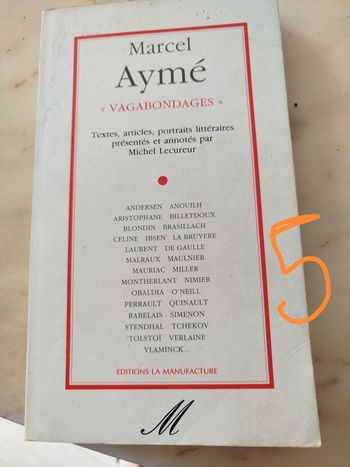 Marcel
Aymé
« VAGABONDAGES »
Textes, articles, portraits littéraires
présentés et annotés par
Michel Lecureur
ANDERSEN ANOUILH
ARISTOPHANE BILLETDOUX
BLONDIN BRASILLACH
CELINE IBSEN LA BRUYERE
LAURENT DE GAULLE
MALRAUX MAULNIER
MAURIAC MILLER
MONTHERLANT NIMIER
OBALDIA O'NEILL
PERRAULT QUINAULT
RABELAIS SIMENON
STENDHAL TCHEKOV
TOLSTOÏ VERLAINE
VLAMINCK...
5
EDITIONS LA MANUFACTURE
M